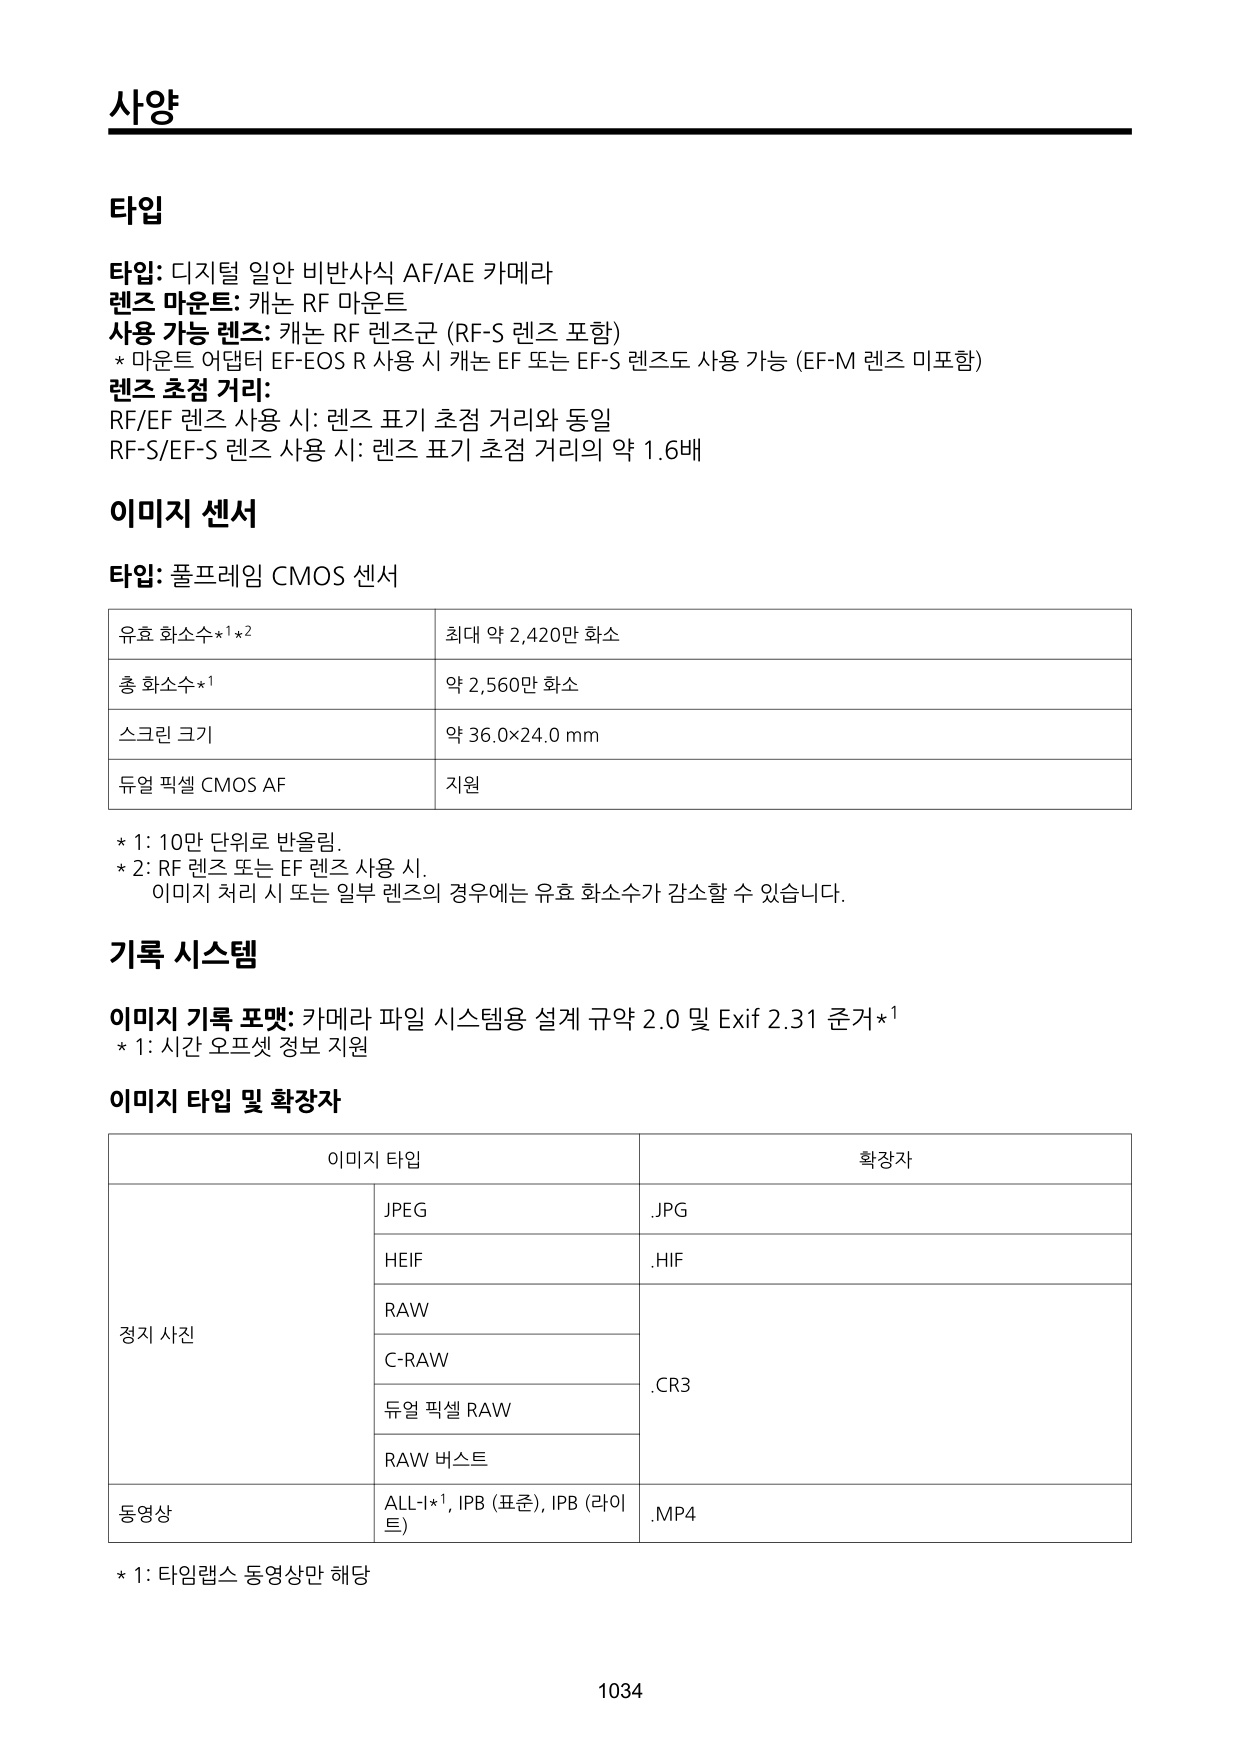 사양
타입
타입: 디지털 일안 비반사식 AF/AE 카메라
렌즈 마운트: 캐논 RF 마운트
사용 가능 렌즈: 캐논 RF 렌즈군 (RF-S 렌즈 포함)
* 마운트 어댑터 EF-EOS R 사용 시 캐논 EF 또는 EF-S 렌즈도 사용 가능 (EF-M 렌즈 미포함)
렌즈 초점 거리:
RF/EF 렌즈 사용 시: 렌즈 표기 초점 거리와 동일
RF-S/EF-S 렌즈 사용 시: 렌즈 표기 초점 거리의 약 1.6배
이미지 센서
타입: 풀프레임 CMOS 센서
유효 화소수*1*2 최대 약 2,420만 화소
총 화소수*1 약 2,560만 화소
스크린 크기 약 36.0×24.0 mm
듀얼 픽셀 CMOS AF 지원
* 1: 10만 단위로 반올림.
* 2: RF 렌즈 또는 EF 렌즈 사용 시.
이미지 처리 시 또는 일부 렌즈의 경우에는 유효 화소수가 감소할 수 있습니다.
기록 시스템
이미지 기록 포맷: 카메라 파일 시스템용 설계 규약 2.0 및 Exif 2.31 준거*1
* 1: 시간 오프셋 정보 지원
이미지 타입 및 확장자
이미지 타입 확장자
정지 사진
JPEG .JPG
HEIF .HIF
RAW
C-RAW
듀얼 픽셀 RAW
RAW 버스트
.CR3
동영상
ALL-I*1, IPB (표준), IPB (라이
트)
.MP4
* 1: 타임랩스 동영상만 해당
1034